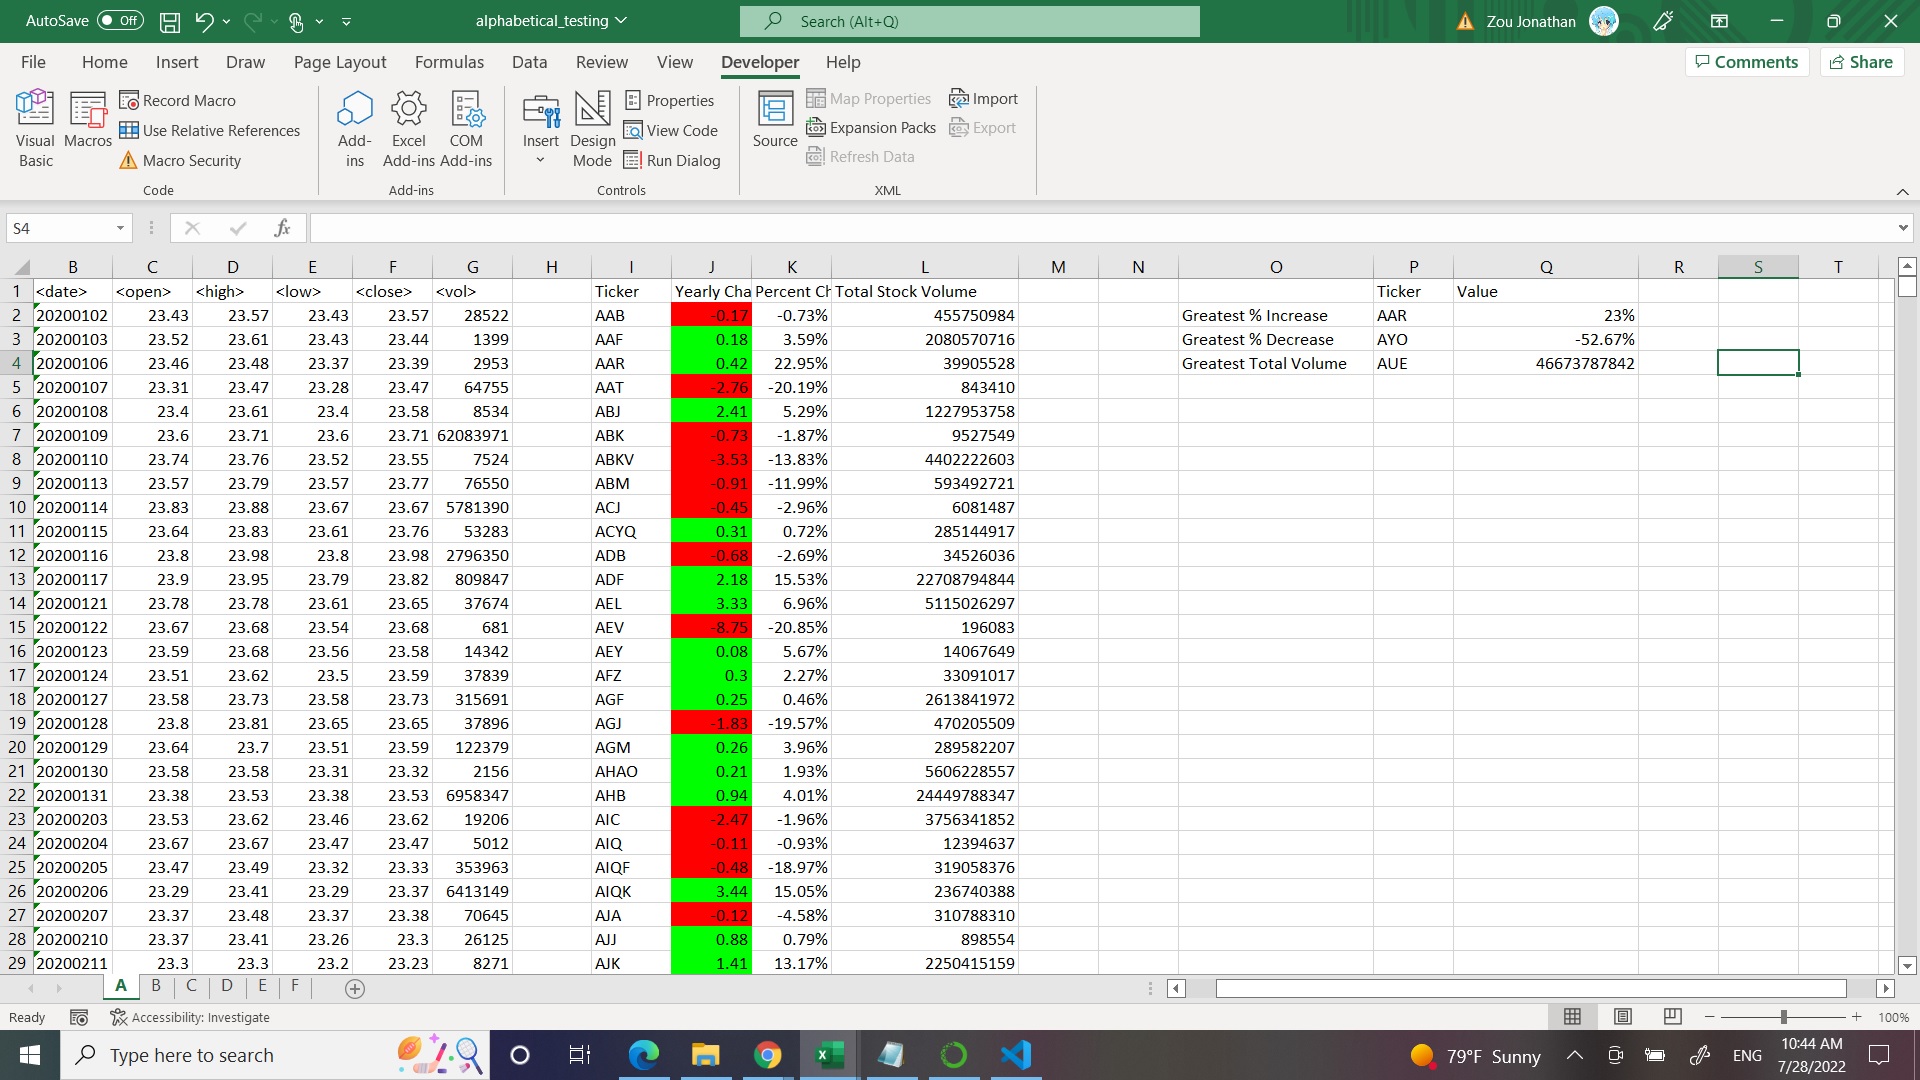 AutoSave Off alphabetical_testing Search (Alt+Q) Zou Jonathan
File Home Insert Draw Page Layout Formulas Data Review View Developer Help Comments Share
Visual Basic
Macros
Record Macro
Use Relative References
Macro Security
Code
Add-ins
Excel Add-ins
COM Add-ins
Add-ins
Insert
Design Mode
Properties
View Code
Run Dialog
Controls
Source
Map Properties
Expansion Packs
Refresh Data
Import
Export
XML
S4 fx
B C D E F G H I J K L M N O P Q R S T
1 <date> <open> <high> <low> <close> <vol> Ticker Yearly Cha Percent Ch Total Stock Volume Ticker Value
2 20200102 23.43 23.57 23.43 23.57 28522 AAB -0.17 -0.73% 455750984 Greatest % Increase AAR 23%
3 20200103 23.52 23.61 23.43 23.44 1399 AAF 0.18 3.59% 2080570716 Greatest % Decrease AYO -52.67%
4 20200106 23.46 23.48 23.37 23.39 2953 AAR 0.42 22.95% 39905528 Greatest Total Volume AUE 46673787842
5 20200107 23.31 23.47 23.28 23.47 64755 AAT -2.76 -20.19% 843410
6 20200108 23.4 23.61 23.4 23.58 8534 ABJ 2.41 5.29% 1227953758
7 20200109 23.6 23.71 23.6 23.71 62083971 ABK -0.73 -1.87% 9527549
8 20200110 23.74 23.76 23.52 23.55 7524 ABKV -3.53 -13.83% 4402222603
9 20200113 23.57 23.79 23.57 23.77 76550 ABM -0.91 -11.99% 593492721
10 20200114 23.83 23.88 23.67 23.67 5781390 ACJ -0.45 -2.96% 6081487
11 20200115 23.64 23.83 23.61 23.76 53283 ACYQ 0.31 0.72% 285144917
12 20200116 23.8 23.98 23.8 23.98 2796350 ADB -0.68 -2.69% 34526036
13 20200117 23.9 23.95 23.79 23.82 809847 ADF 2.18 15.53% 22708794844
14 20200121 23.78 23.78 23.61 23.65 37674 AEL 3.33 6.96% 5115026297
15 20200122 23.67 23.68 23.54 23.68 681 AEV -8.75 -20.85% 196083
16 20200123 23.59 23.68 23.56 23.58 14342 AEY 0.08 5.67% 14067649
17 20200124 23.51 23.62 23.5 23.59 37839 AFZ 0.3 2.27% 33091017
18 20200127 23.58 23.73 23.58 23.73 315691 AGF 0.25 0.46% 2613841972
19 20200128 23.8 23.81 23.65 23.65 37896 AGJ -1.83 -19.57% 470205509
20 20200129 23.64 23.7 23.51 23.59 122379 AGM 0.26 3.96% 289582207
21 20200130 23.58 23.58 23.31 23.32 2156 AHAO 0.21 1.93% 5606228557
22 20200131 23.38 23.53 23.38 23.53 6958347 AHB 0.94 4.01% 24449788347
23 20200203 23.53 23.62 23.46 23.62 19206 AIC -2.47 -1.96% 3756341852
24 20200204 23.67 23.67 23.47 23.47 5012 AIQ -0.11 -0.93% 12394637
25 20200205 23.47 23.49 23.32 23.33 353963 AIQF -0.48 -18.97% 319058376
26 20200206 23.29 23.41 23.29 23.37 6413149 AIQK 3.44 15.05% 236740388
27 20200207 23.37 23.48 23.37 23.38 70645 AJA -0.12 -4.58% 310788310
28 20200210 23.37 23.41 23.26 23.3 26125 AJJ 0.88 0.79% 898554
29 20200211 23.3 23.3 23.2 23.23 8271 AJK 1.41 13.17% 2250415159
A B C D E F
Ready Accessibility: Investigate 100%
Type here to search 79°F Sunny ENG 10:44 AM
7/28/2022